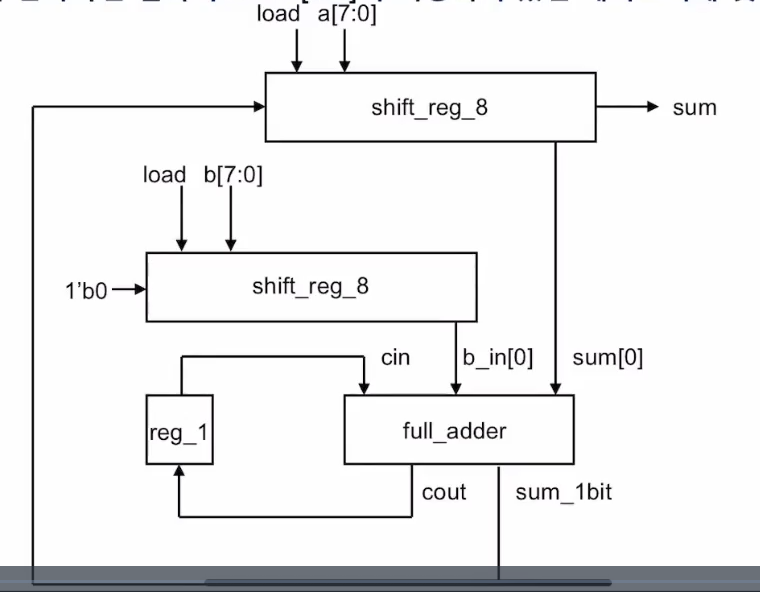 load a[7:0]
shift_reg_8
sum
load b[7:0]
1'b0
shift_reg_8
cin
b_in[0]
sum[0]
reg_1
full_adder
cout
sum_1bit